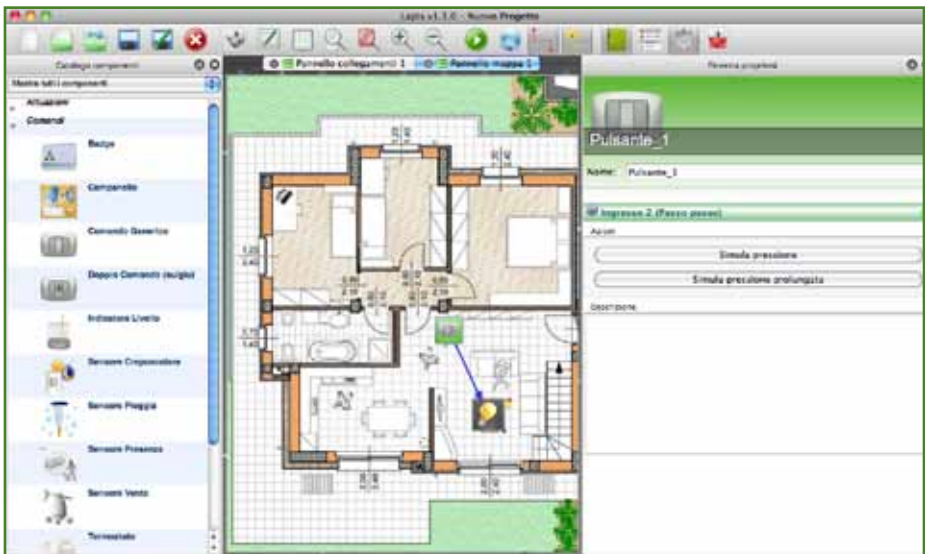 Lapis v1.1.0 - Nuovo Progetto
Catalogo componenti
Pannello collegamenti 1
Pannello mappa 1
Finestra proprietà
Mostra tutti i componenti
Attuatori
Comandi
Badge
Campanello
Comando Generico
Doppio Comando (su/giù)
Indicatore Livello
Sensore Crepuscolare
Sensore Pioggia
Sensore Presenza
Sensore Vento
Termostato
Pulsante_1
Nome: Pulsante_1
Ingresso 2 (Passo passo)
Azioni
Simula pressione
Simula pressione prolungata
Descrizione